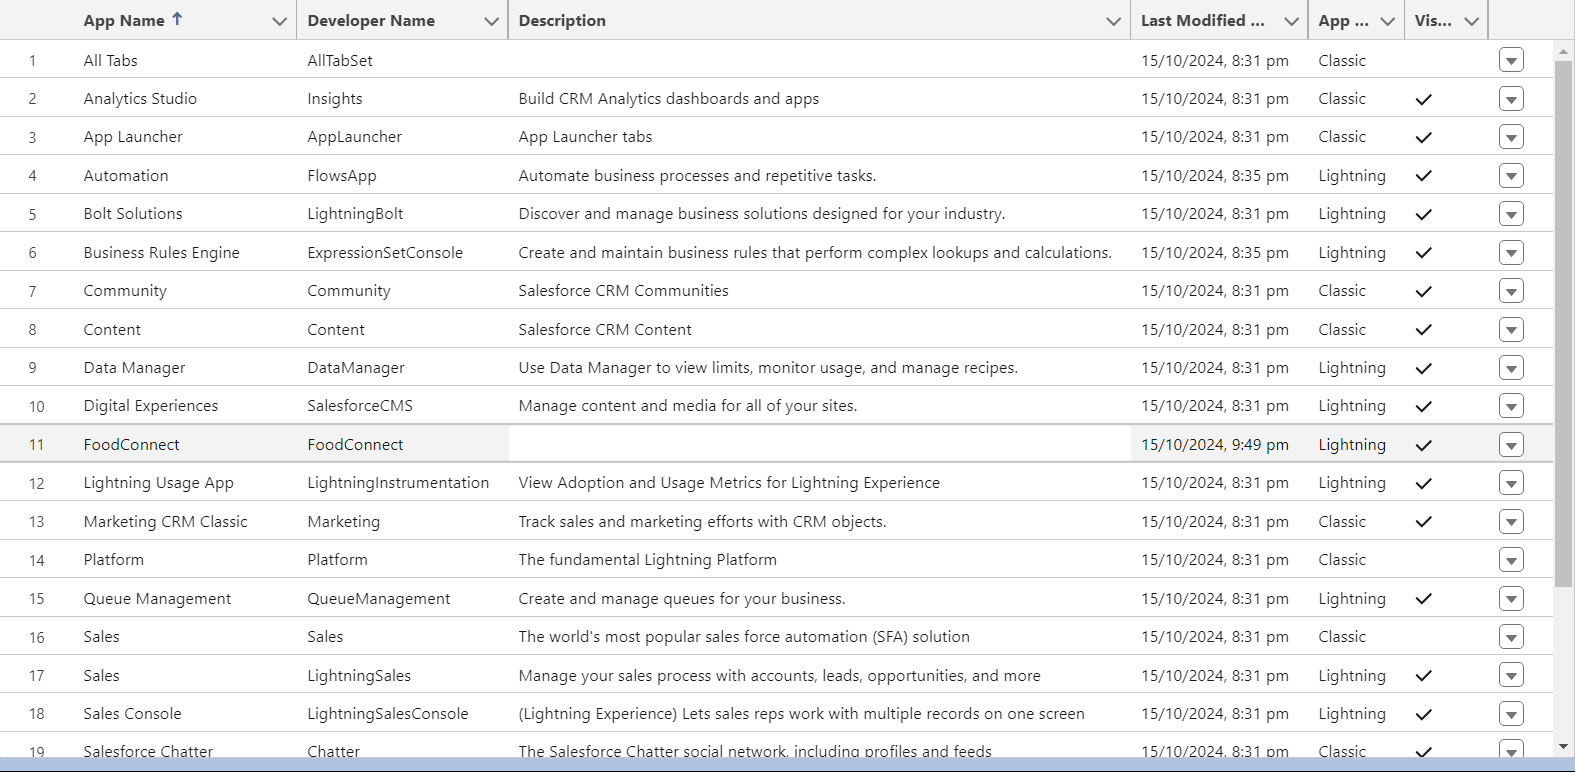 App Name ↑ Developer Name Description Last Modified ... App ... Vis...
1 All Tabs AllTabSet 15/10/2024, 8:31 pm Classic
2 Analytics Studio Insights Build CRM Analytics dashboards and apps 15/10/2024, 8:31 pm Classic ✓
3 App Launcher AppLauncher App Launcher tabs 15/10/2024, 8:31 pm Classic ✓
4 Automation FlowsApp Automate business processes and repetitive tasks. 15/10/2024, 8:35 pm Lightning ✓
5 Bolt Solutions LightningBolt Discover and manage business solutions designed for your industry. 15/10/2024, 8:31 pm Lightning ✓
6 Business Rules Engine ExpressionSetConsole Create and maintain business rules that perform complex lookups and calculations. 15/10/2024, 8:35 pm Lightning ✓
7 Community Community Salesforce CRM Communities 15/10/2024, 8:31 pm Classic ✓
8 Content Content Salesforce CRM Content 15/10/2024, 8:31 pm Classic ✓
9 Data Manager DataManager Use Data Manager to view limits, monitor usage, and manage recipes. 15/10/2024, 8:31 pm Lightning ✓
10 Digital Experiences SalesforceCMS Manage content and media for all of your sites. 15/10/2024, 8:31 pm Lightning ✓
11 FoodConnect FoodConnect 15/10/2024, 9:49 pm Lightning ✓
12 Lightning Usage App LightningInstrumentation View Adoption and Usage Metrics for Lightning Experience 15/10/2024, 8:31 pm Lightning ✓
13 Marketing CRM Classic Marketing Track sales and marketing efforts with CRM objects. 15/10/2024, 8:31 pm Classic ✓
14 Platform Platform The fundamental Lightning Platform 15/10/2024, 8:31 pm Classic
15 Queue Management QueueManagement Create and manage queues for your business. 15/10/2024, 8:31 pm Lightning ✓
16 Sales Sales The world's most popular sales force automation (SFA) solution 15/10/2024, 8:31 pm Classic
17 Sales LightningSales Manage your sales process with accounts, leads, opportunities, and more 15/10/2024, 8:31 pm Lightning ✓
18 Sales Console LightningSalesConsole (Lightning Experience) Lets sales reps work with multiple records on one screen 15/10/2024, 8:31 pm Lightning ✓
19 Salesforce Chatter Chatter The Salesforce Chatter social network, including profiles and feeds 15/10/2024, 8:31 pm Classic ✓